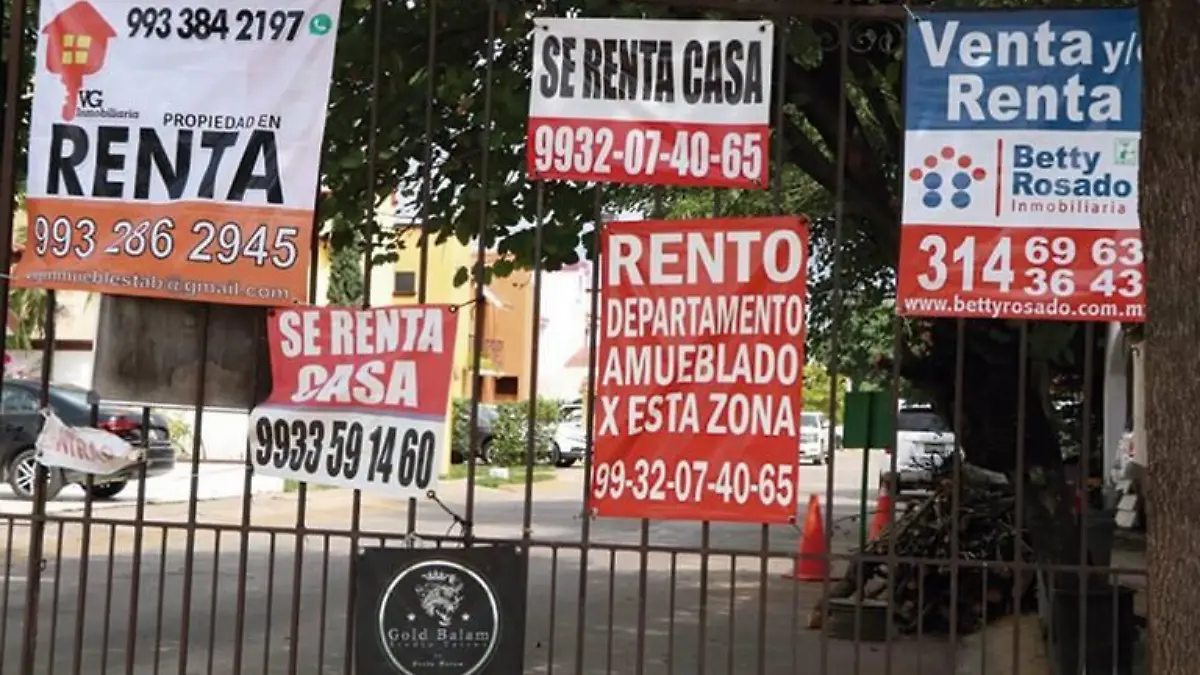 993 384 2197
VG
Inmobiliaria
PROPIEDAD EN
RENTA
993 286 2945
SE RENTA CASA
9932-07-40-65
Venta y/
Renta
Betty
Rosado
Inmobiliaria
314 69 63
36 43
www.bettyrosado.com.m
SE RENTA
CASA
9933 59 14 60
RENTO
DEPARTAMENTO
AMUEBLADO
X ESTA ZONA
99-32-07-40-65
Gold Balam